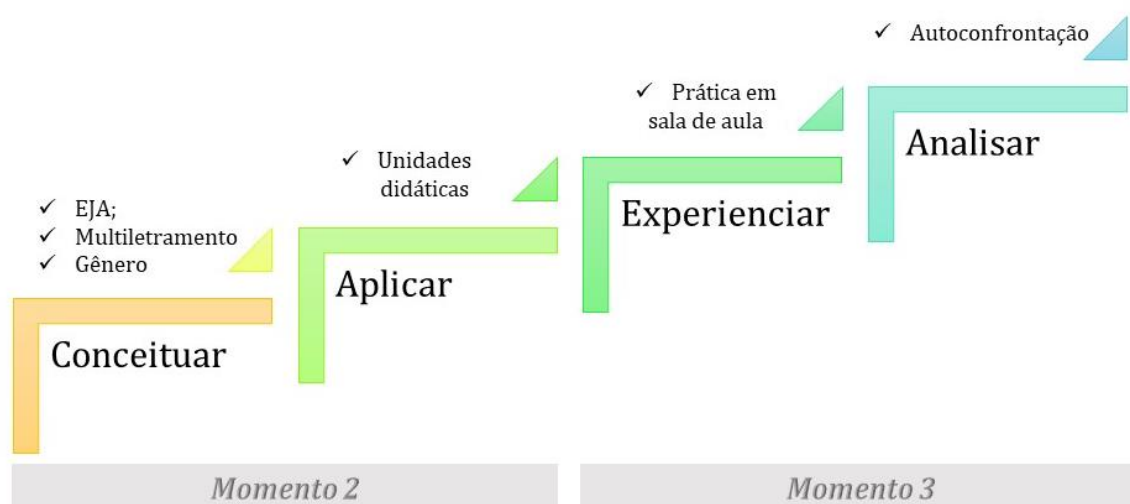 ✓ EJA;
✓ Multiletramento
✓ Gênero
Conceituar
✓ Unidades
didáticas
Aplicar
✓ Prática em
sala de aula
Experienciar
✓ Autoconfrontação
Analisar
Momento 2
Momento 3